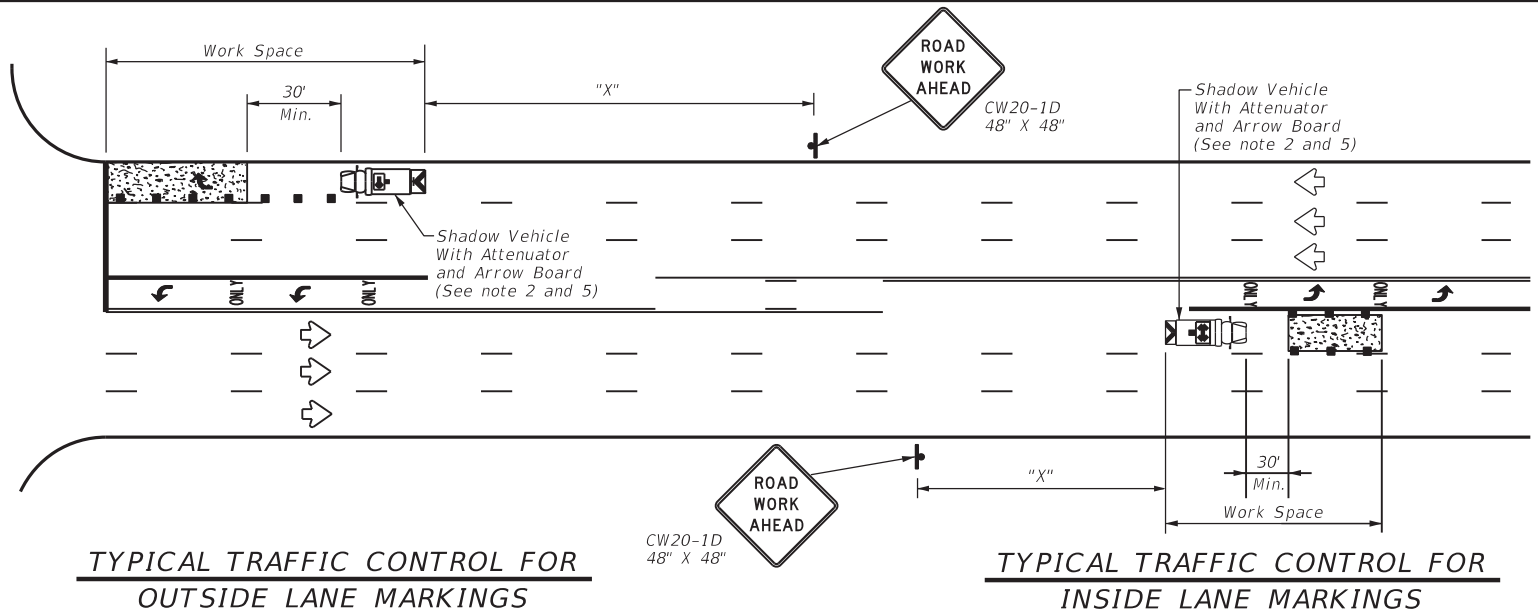 Work Space
30'
Min.
"X"
ROAD
WORK
AHEAD
CW20-1D
48" X 48"
Shadow Vehicle
With Attenuator
and Arrow Board
(See note 2 and 5)
Shadow Vehicle
With Attenuator
and Arrow Board
(See note 2 and 5)
ONLY
ONLY
ONLY
ONLY
ROAD
WORK
AHEAD
CW20-1D
48" X 48"
"X"
30'
Min.
Work Space
TYPICAL TRAFFIC CONTROL FOR
OUTSIDE LANE MARKINGS
TYPICAL TRAFFIC CONTROL FOR
INSIDE LANE MARKINGS